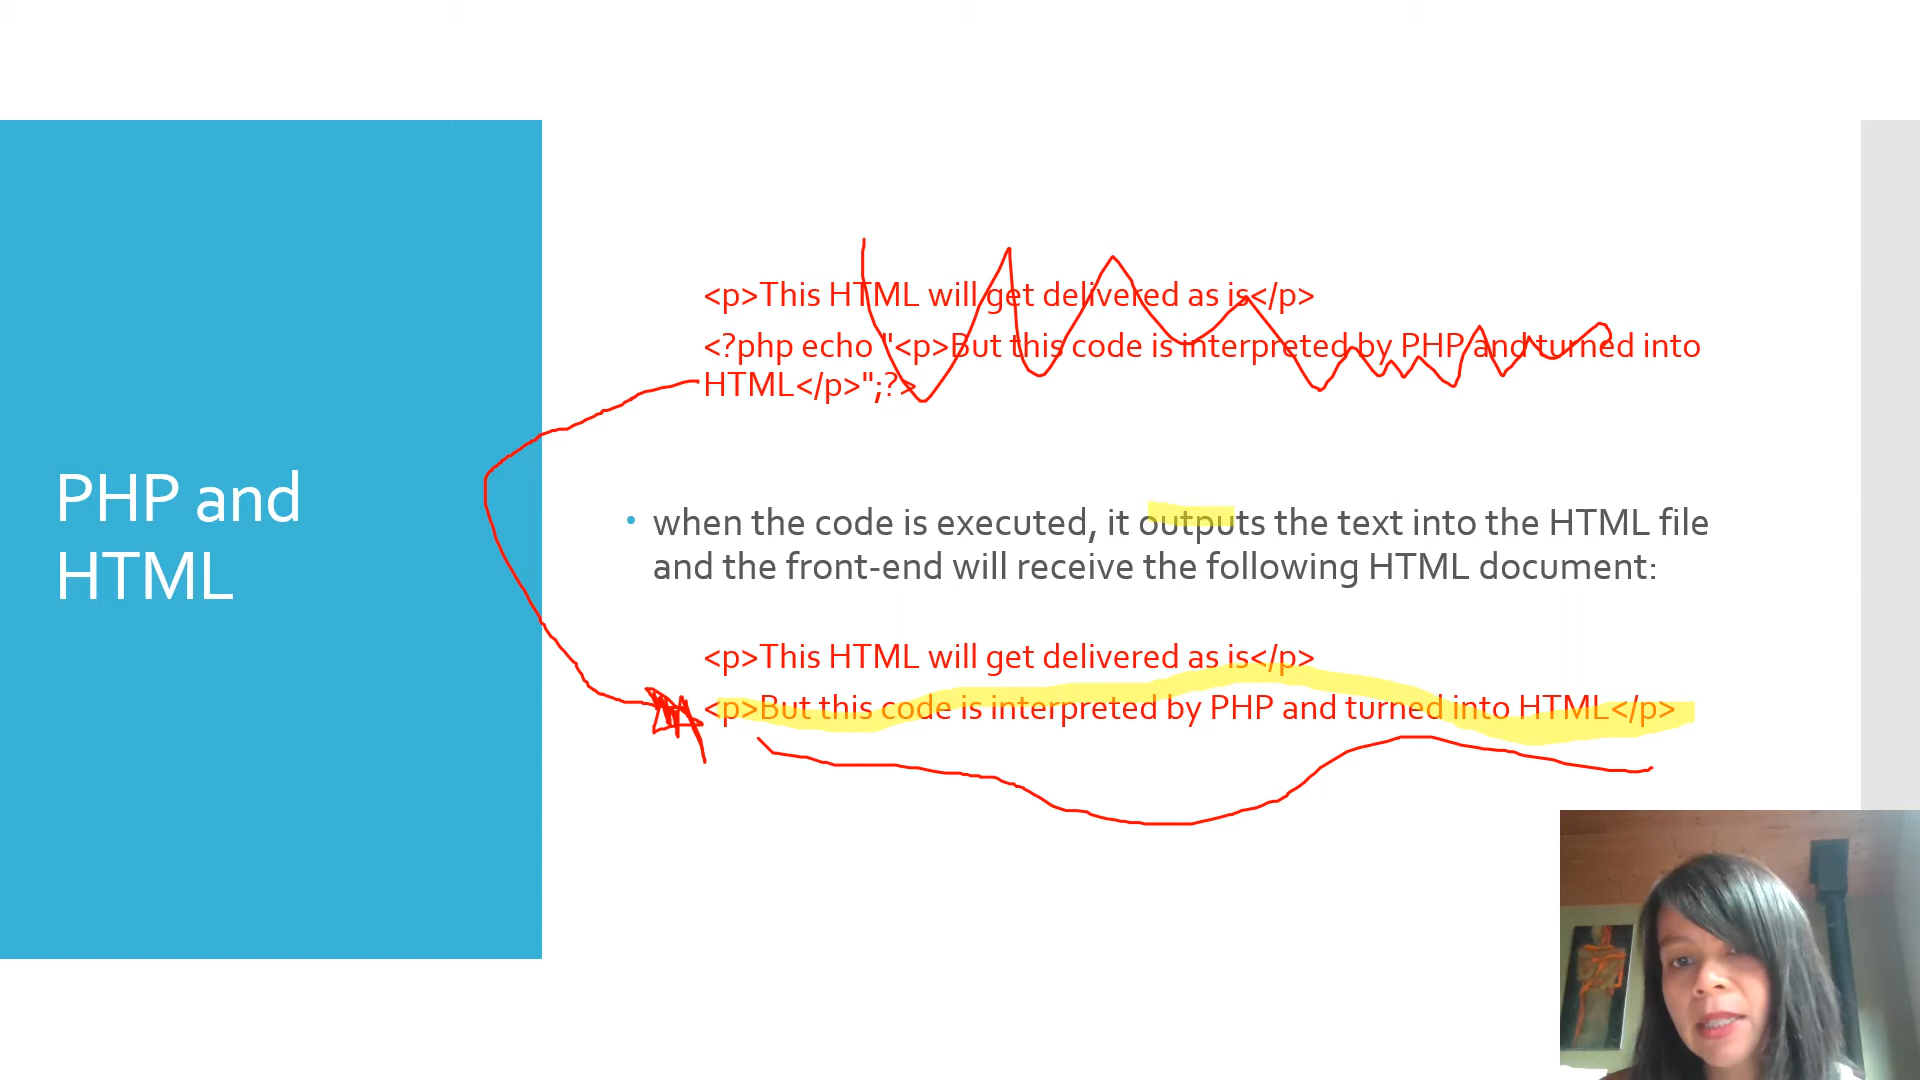 PHP and
HTML
<p>This HTML will get delivered as is</p>
<?php echo "<p>But this code is interpreted by PHP and turned into
HTML</p>";?>
• when the code is executed, it outputs the text into the HTML file
and the front-end will receive the following HTML document:
<p>This HTML will get delivered as is</p>
<p>But this code is interpreted by PHP and turned into HTML</p>